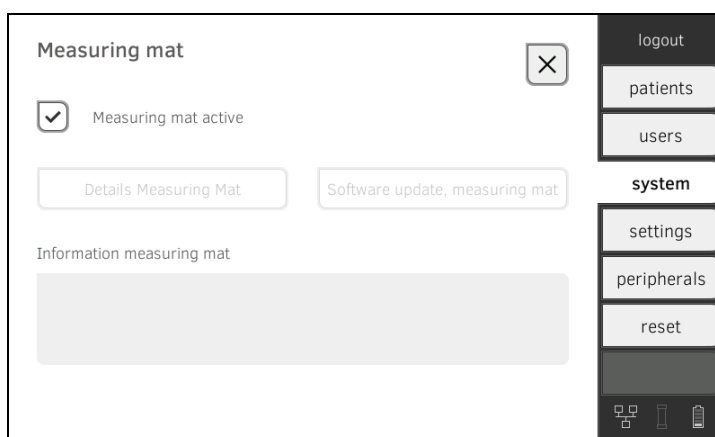 Measuring mat
Measuring mat active
Details Measuring Mat
Software update, measuring mat
Information measuring mat
logout
patients
users
system
settings
peripherals
reset